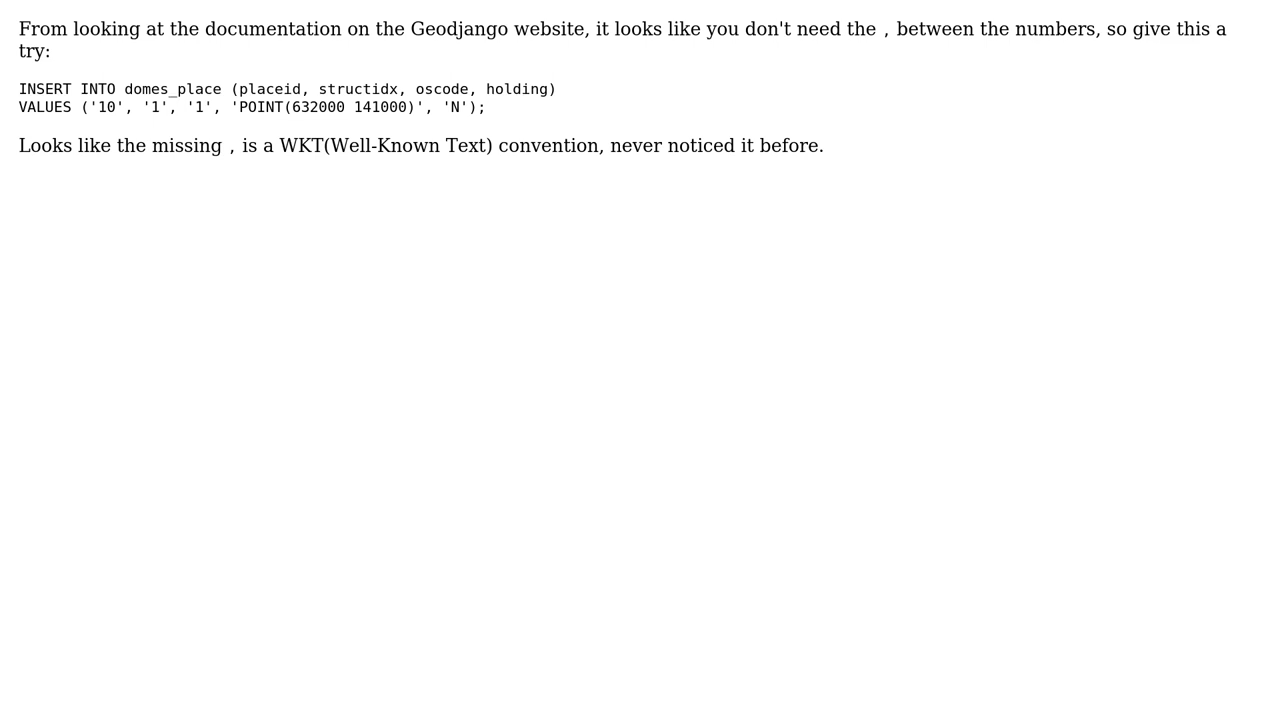 From looking at the documentation on the Geodjango website, it looks like you don't need the , between the numbers, so give this a
try:
INSERT INTO domes_place (placeid, structidx, oscode, holding)
VALUES ('10', '1', '1', 'POINT(632000 141000)', 'N');
Looks like the missing , is a WKT(Well-Known Text) convention, never noticed it before.